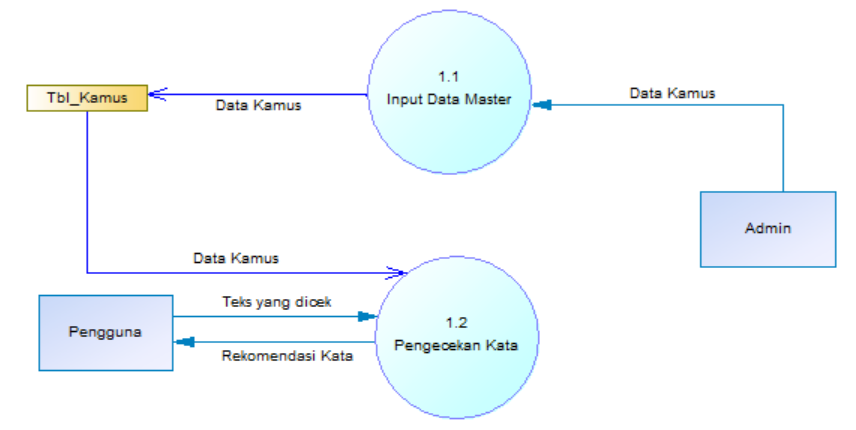 1.1
Input Data Master
Tbl_Kamus
Data Kamus
Data Kamus
Admin
Data Kamus
Teks yang dicek
Pengguna
1.2
Pengecekan Kata
Rekomendasi Kata